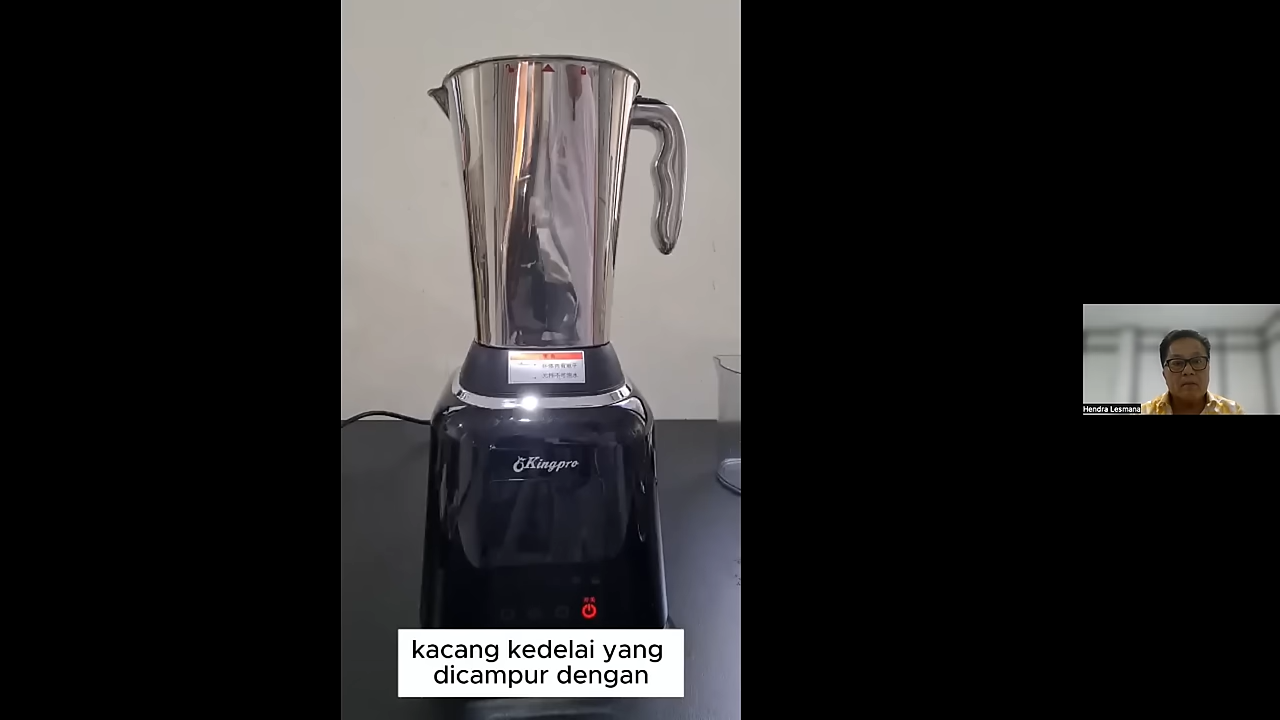 Kingpro
kacang kedelai yang
dicampur dengan
Hendra Lesmana